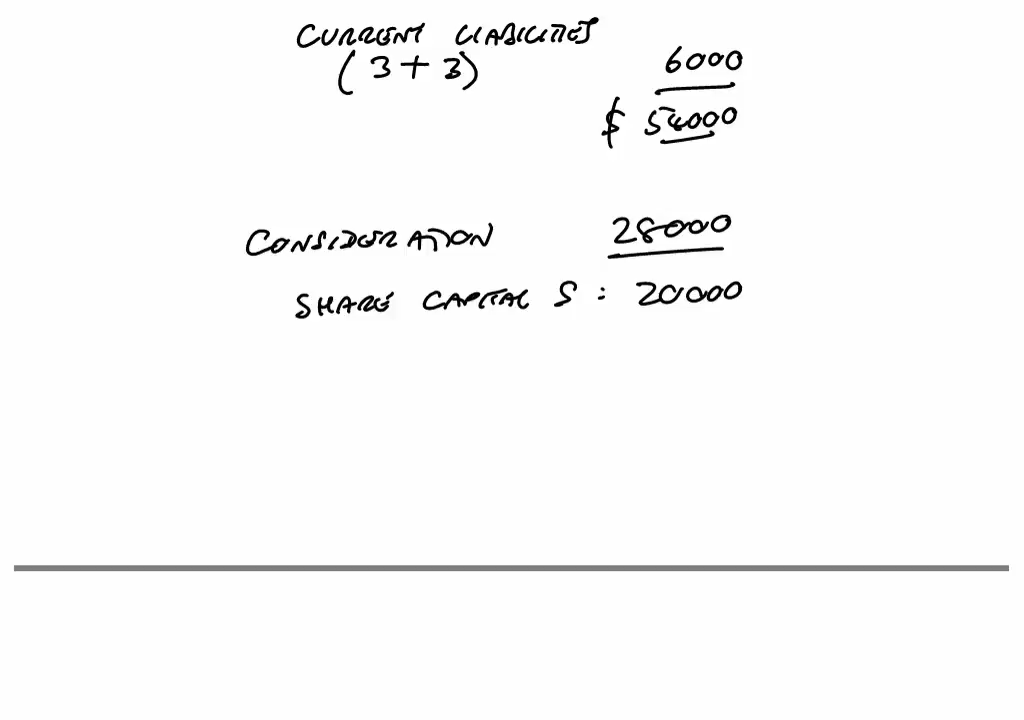 CURRENT LIABILITIES
(3 + 3) 6000
$ 54000
CONSIDERATION 28000
SHARE CAPITAL S : 20000